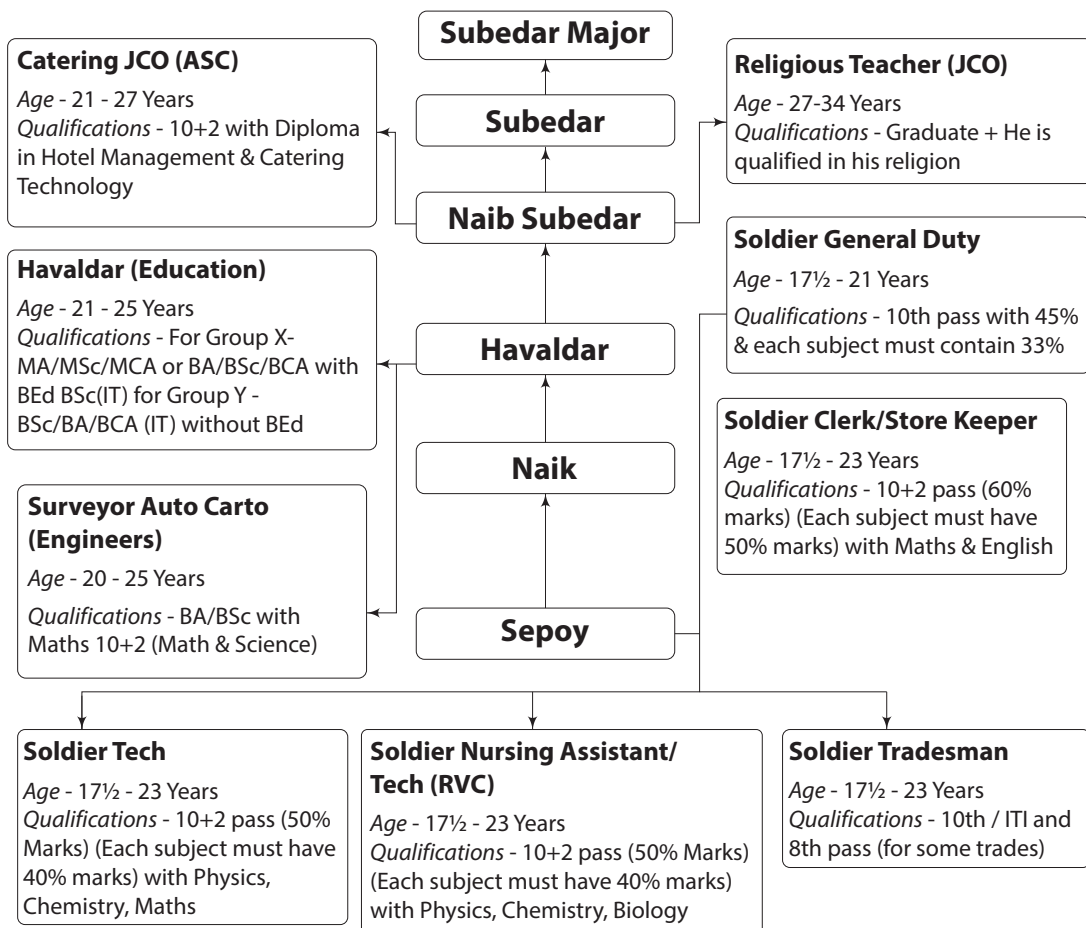 Subedar Major
Catering JCO (ASC)
Age - 21 - 27 Years
Qualifications - 10+2 with Diploma
in Hotel Management & Catering
Technology
Religious Teacher (JCO)
Age - 27-34 Years
Qualifications - Graduate + He is
qualified in his religion
Subedar
Naib Subedar
Soldier General Duty
Age - 17½ - 21 Years
Qualifications - 10th pass with 45%
& each subject must contain 33%
Havaldar (Education)
Age - 21 - 25 Years
Qualifications - For Group X-
MA/MSc/MCA or BA/BSc/BCA with
BEd BSc(IT) for Group Y -
BSc/BA/BCA (IT) without BEd
Havaldar
Soldier Clerk/Store Keeper
Age - 17½ - 23 Years
Qualifications - 10+2 pass (60%
marks) (Each subject must have
50% marks) with Maths & English
Naik
Surveyor Auto Carto
(Engineers)
Age - 20 - 25 Years
Qualifications - BA/BSc with
Maths 10+2 (Math & Science)
Sepoy
Soldier Tech
Age - 17½ - 23 Years
Qualifications - 10+2 pass (50%
Marks) (Each subject must have
40% marks) with Physics,
Chemistry, Maths
Soldier Nursing Assistant/
Tech (RVC)
Age - 17½ - 23 Years
Qualifications - 10+2 pass (50% Marks)
(Each subject must have 40% marks)
with Physics, Chemistry, Biology
Soldier Tradesman
Age - 17½ - 23 Years
Qualifications - 10th / ITI and
8th pass (for some trades)